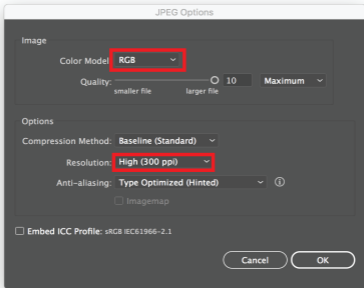 JPEG Options
Image
Color Model: RGB
Quality: 10 Maximum
smaller file larger file
Options
Compression Method: Baseline (Standard)
Resolution: High (300 ppi)
Anti-aliasing: Type Optimized (Hinted)
Imagemap
Embed ICC Profile: sRGB IEC61966-2.1
Cancel OK